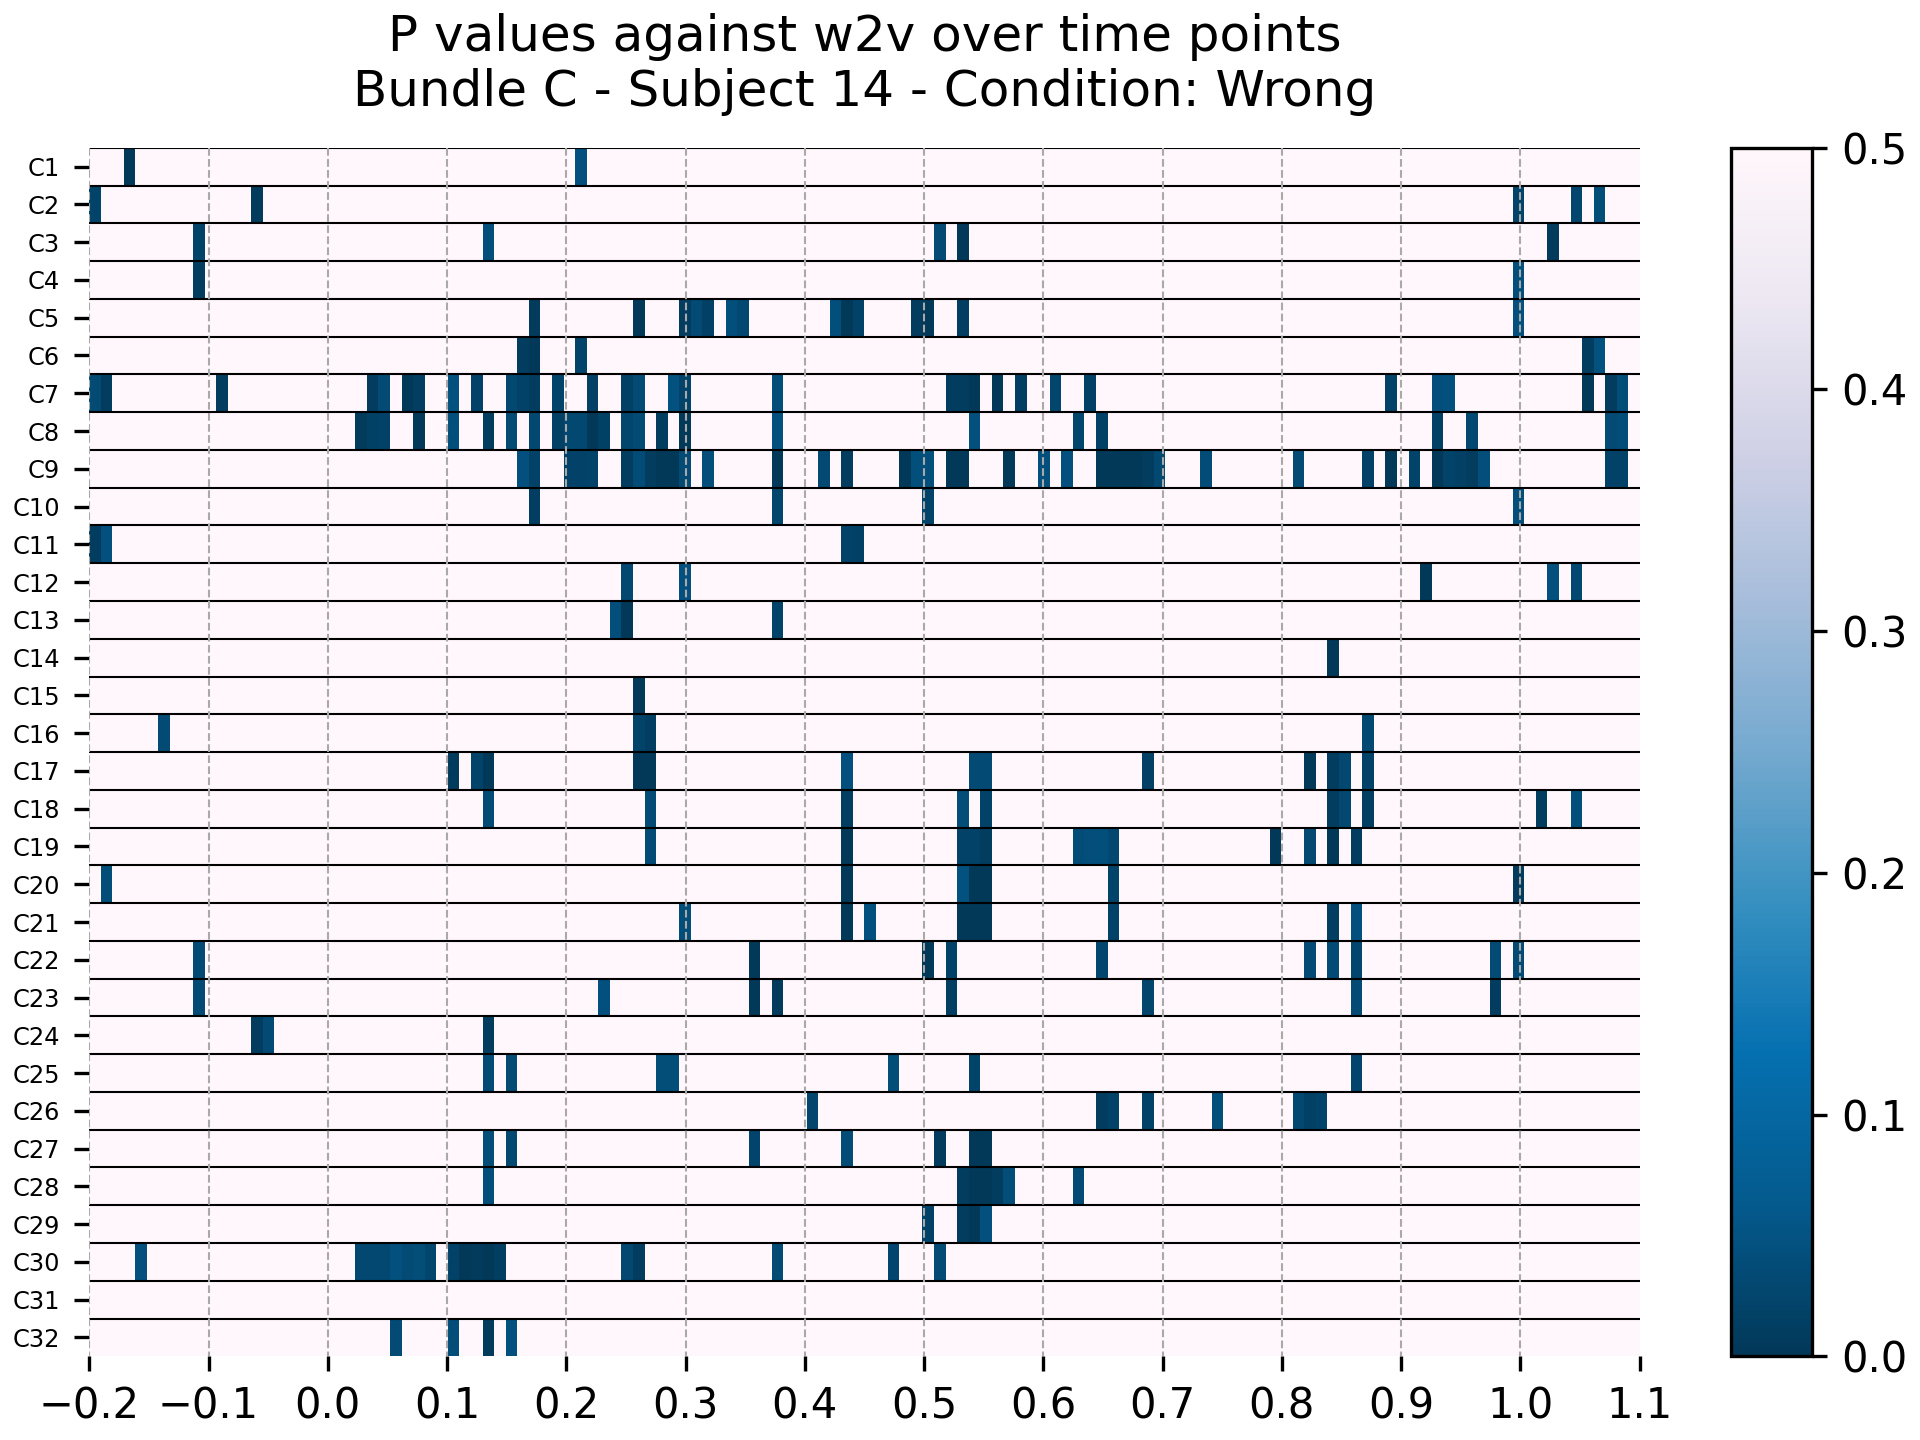 P values against w2v over time points
Bundle C - Subject 14 - Condition: Wrong
C1
C2
C3
C4
C5
C6
C7
C8
C9
C10
C11
C12
C13
C14
C15
C16
C17
C18
C19
C20
C21
C22
C23
C24
C25
C26
C27
C28
C29
C30
C31
C32
−0.2 −0.1 0.0 0.1 0.2 0.3 0.4 0.5 0.6 0.7 0.8 0.9 1.0 1.1
0.5
0.4
0.3
0.2
0.1
0.0